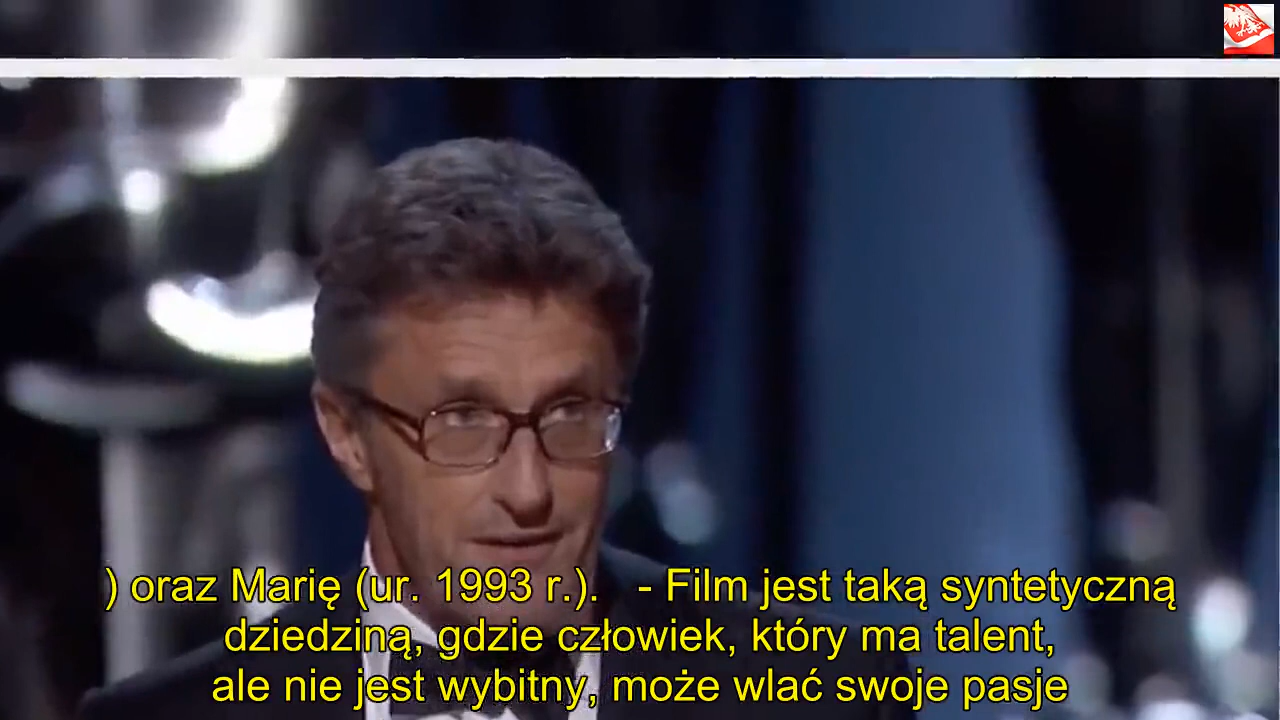 ) oraz Marię (ur. 1993 r.). - Film jest taką syntetyczną
dziedziną, gdzie człowiek, który ma talent,
ale nie jest wybitny, może wlać swoje pasje